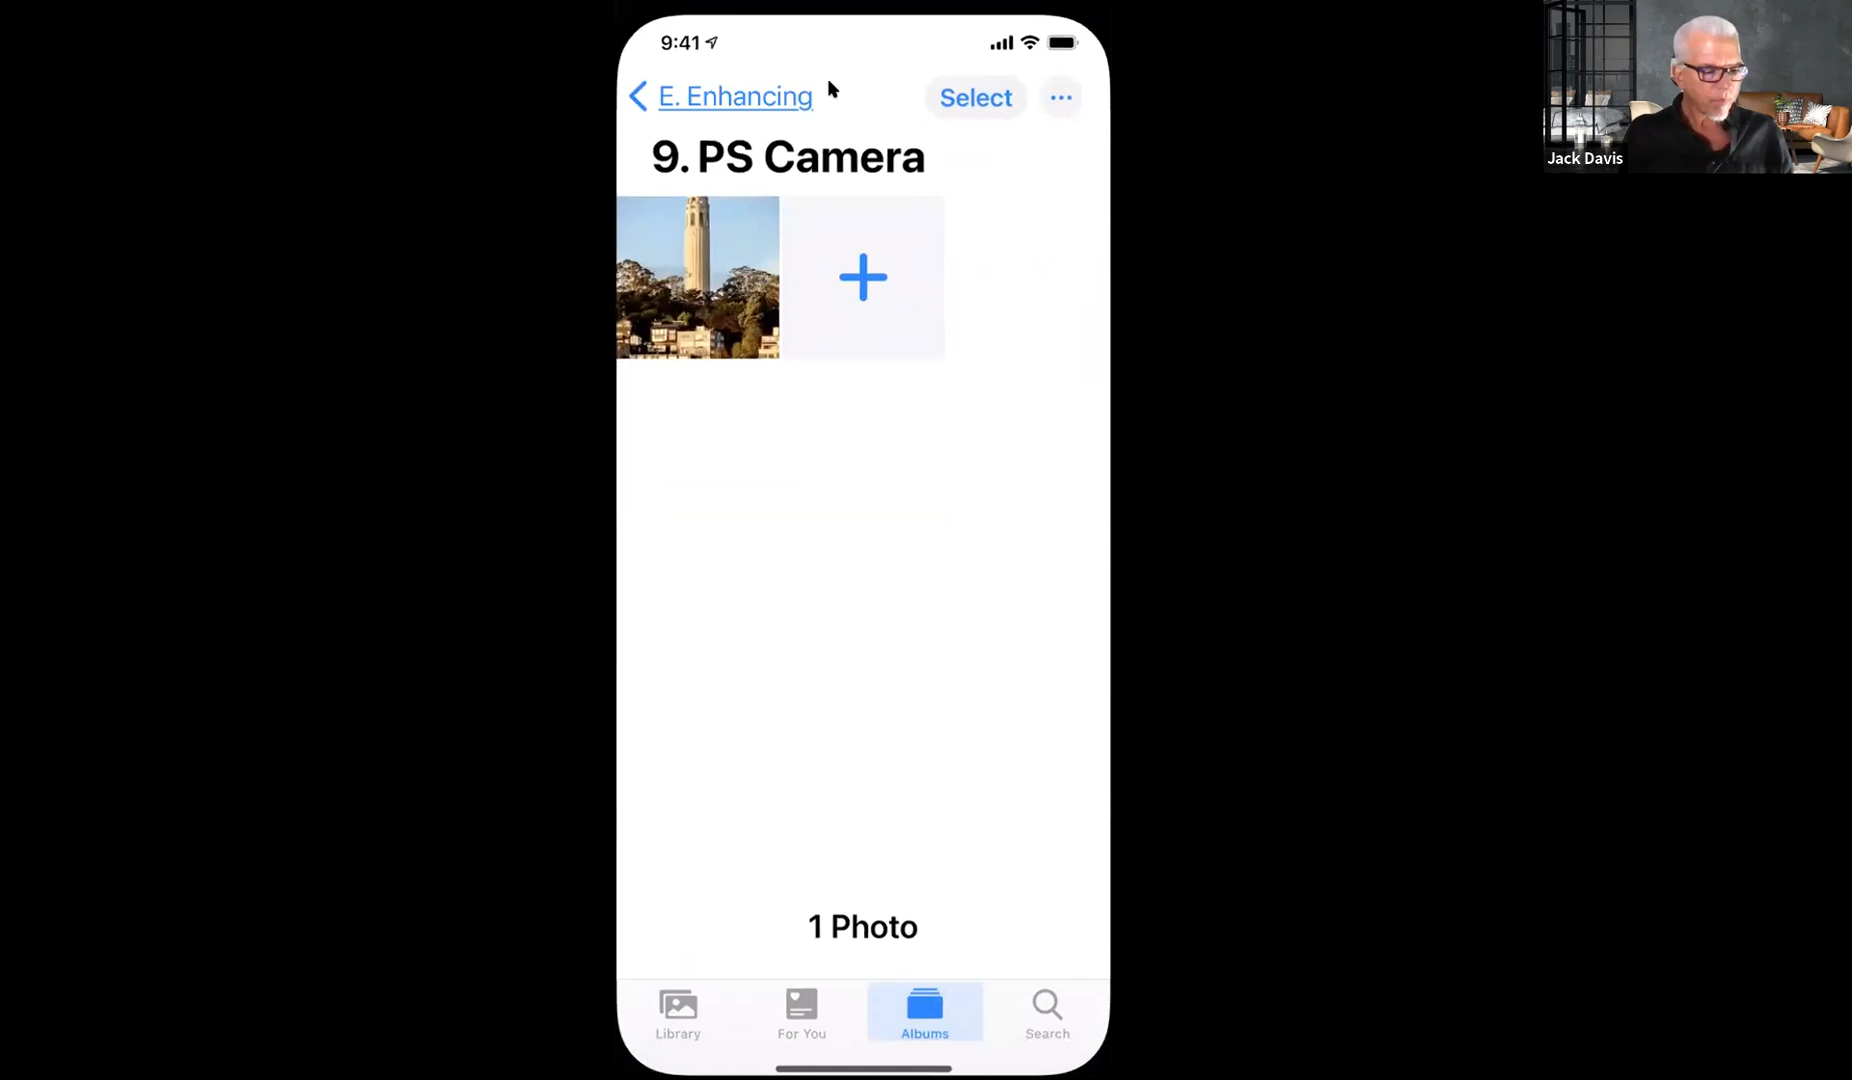 9:41
E. Enhancing
Select
9. PS Camera
1 Photo
Library
For You
Albums
Search
Jack Davis